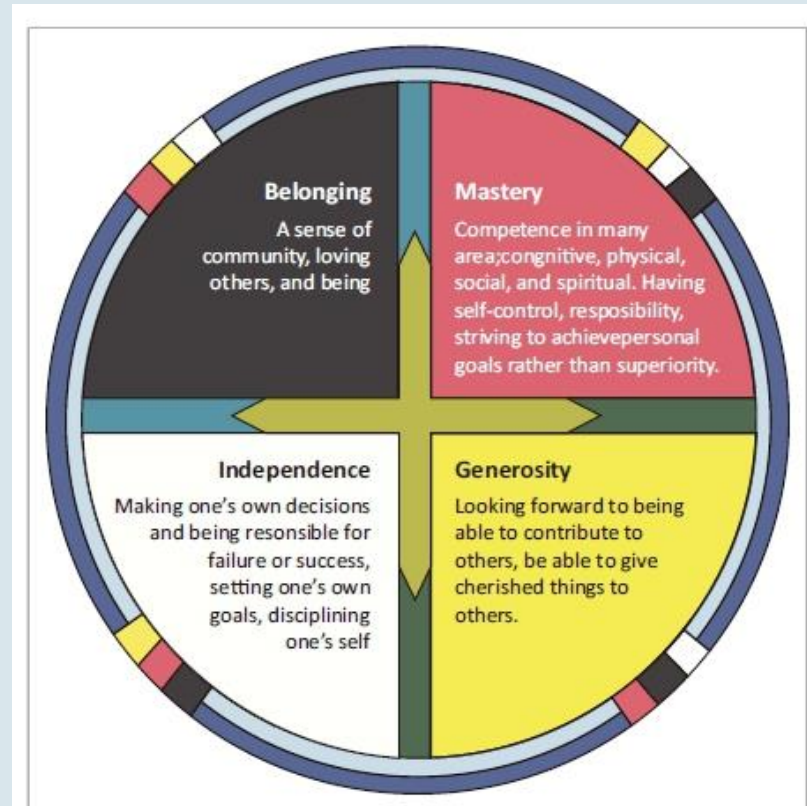 Belonging
A sense of
community, loving
others, and being
Mastery
Competence in many
area;congnitive, physical,
social, and spiritual. Having
self-control, resposibility,
striving to achievepersonal
goals rather than superiority.
Independence
Making one's own decisions
and being resonsible for
failure or success,
setting one's own
goals, disciplining
one's self
Generosity
Looking forward to being
able to contribute to
others, be able to give
cherished things to
others.